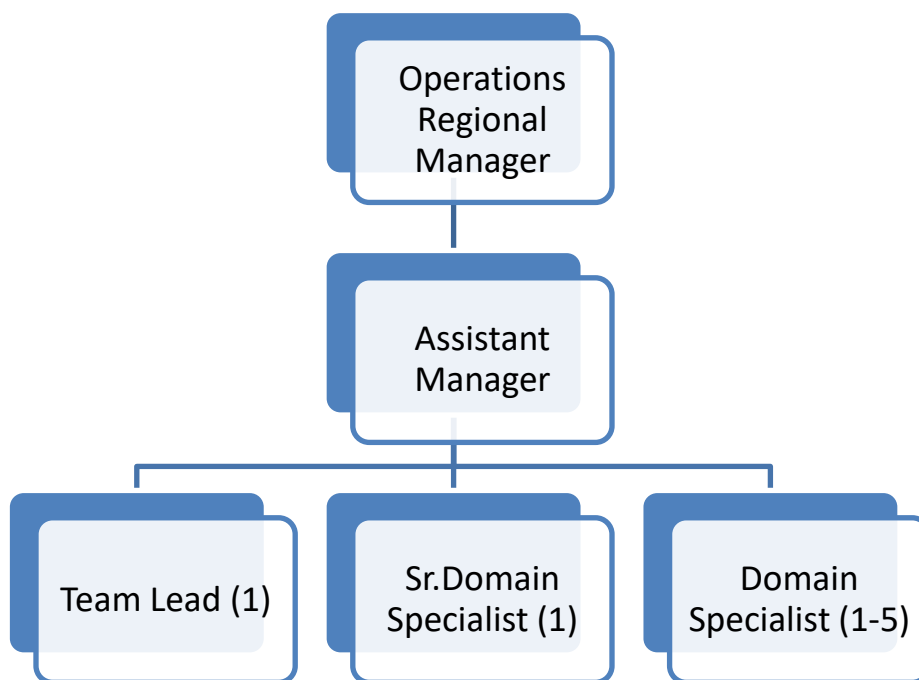 Operations
Regional
Manager
Assistant
Manager
Team Lead (1)
Sr.Domain
Specialist (1)
Domain
Specialist (1-5)